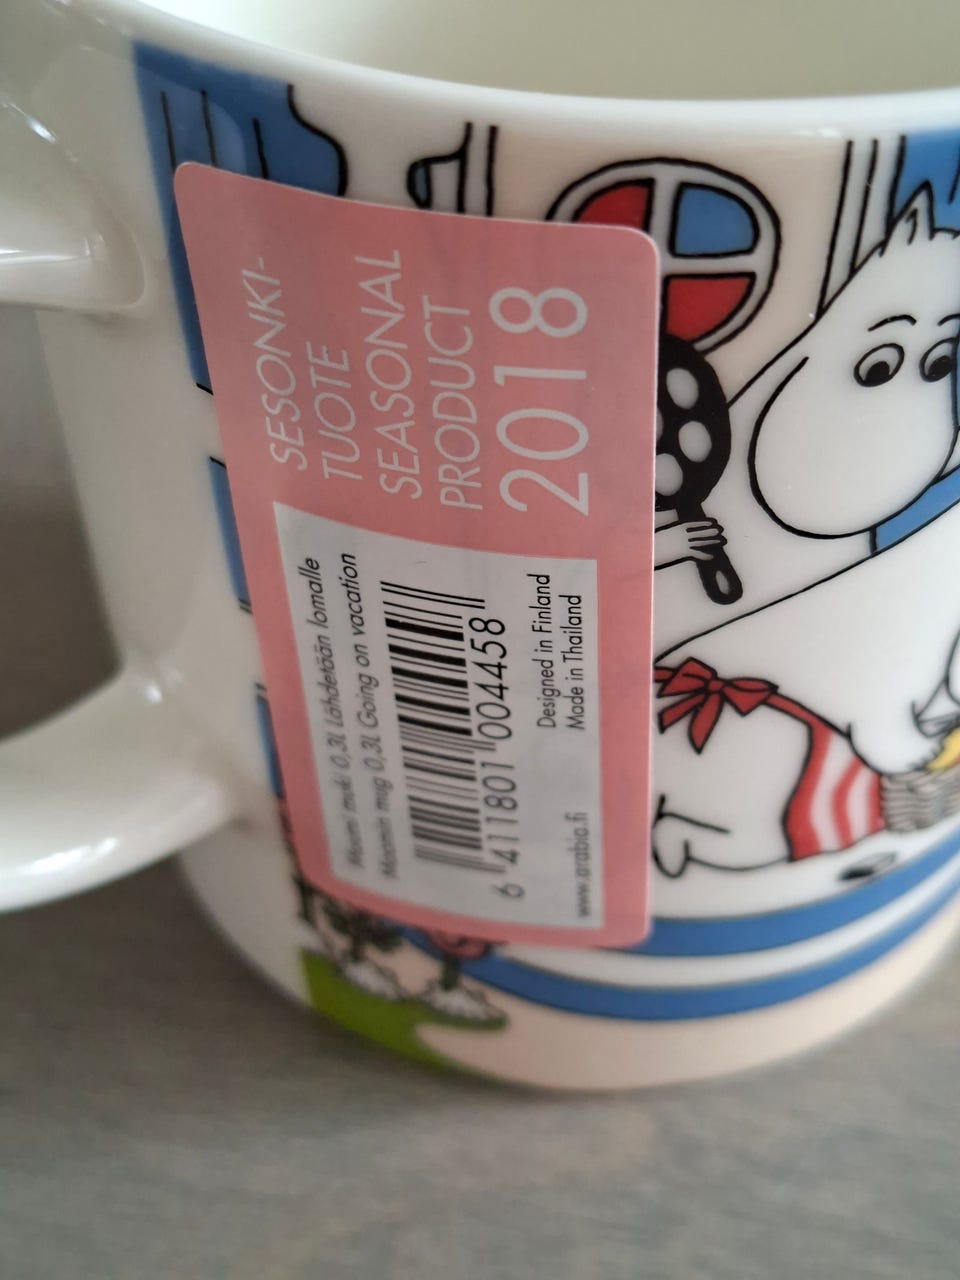 SESONKI-
TUOTE
SEASONAL
PRODUCT
2018
Muumi muki 0,3L Lähdetään lomalle
Moomin mug 0,3L Going on vacation
6 411801 004458
Designed in Finland
Made in Thailand
www.arabia.fi